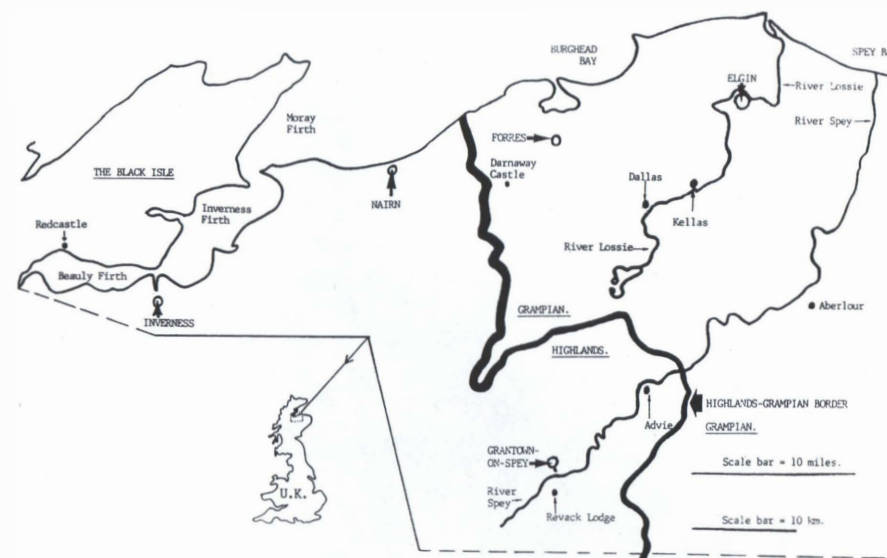 BURGHEAD
BAY
SPEY B
ELGIN
River Lossie
River Spey
Moray
Firth
FORRES
Darnaway
Castle
THE BLACK ISLE
NAIRN
Dallas
Kellas
Inverness
Firth
Redcastle
River Lossie
Beauly Firth
Aberlour
INVERNESS
GRAMPIAN.
HIGHLANDS.
HIGHLANDS-GRAMPIAN BORDER
GRAMPIAN.
Advie
GRANTOWN-
ON-SPEY
Scale bar = 10 miles.
U.K.
River
Spey
Revack Lodge
Scale bar = 10 km.